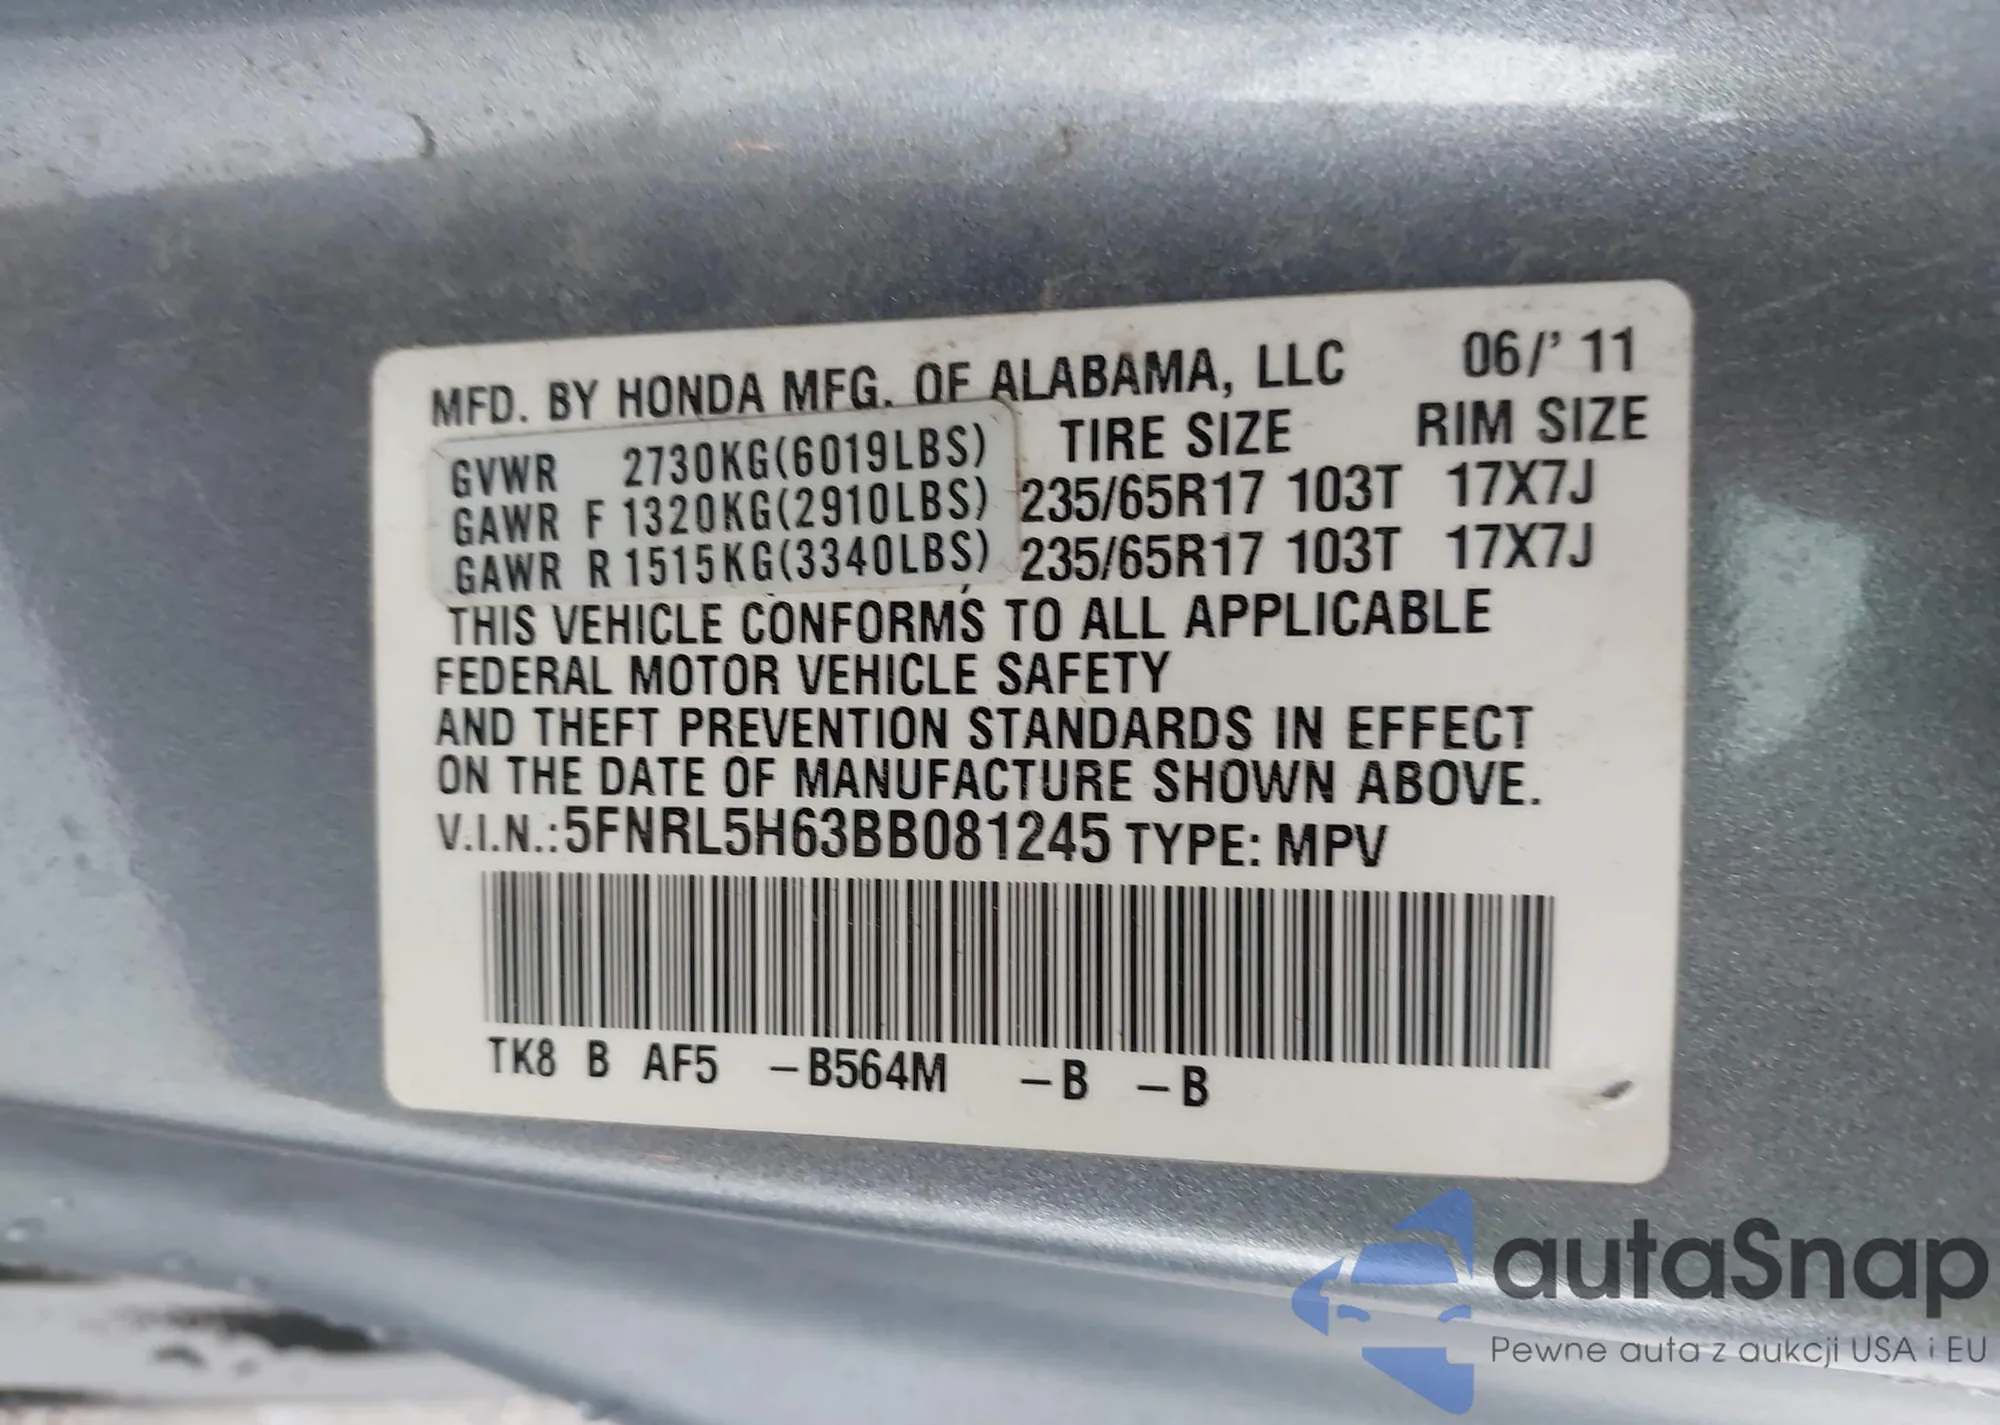 MFD. BY HONDA MFG. OF ALABAMA, LLC 06/'11
TIRE SIZE RIM SIZE
GVWR 2730KG(6019LBS)
GAWR F 1320KG(2910LBS) 235/65R17 103T 17X7J
GAWR R 1515KG(3340LBS) 235/65R17 103T 17X7J
THIS VEHICLE CONFORMS TO ALL APPLICABLE
FEDERAL MOTOR VEHICLE SAFETY
AND THEFT PREVENTION STANDARDS IN EFFECT
ON THE DATE OF MANUFACTURE SHOWN ABOVE.
V.I.N.:5FNRL5H63BB081245 TYPE: MPV
TK8 B AF5 -B564M -B -B
autaSnap
Pewne auta z aukcji USA i EU